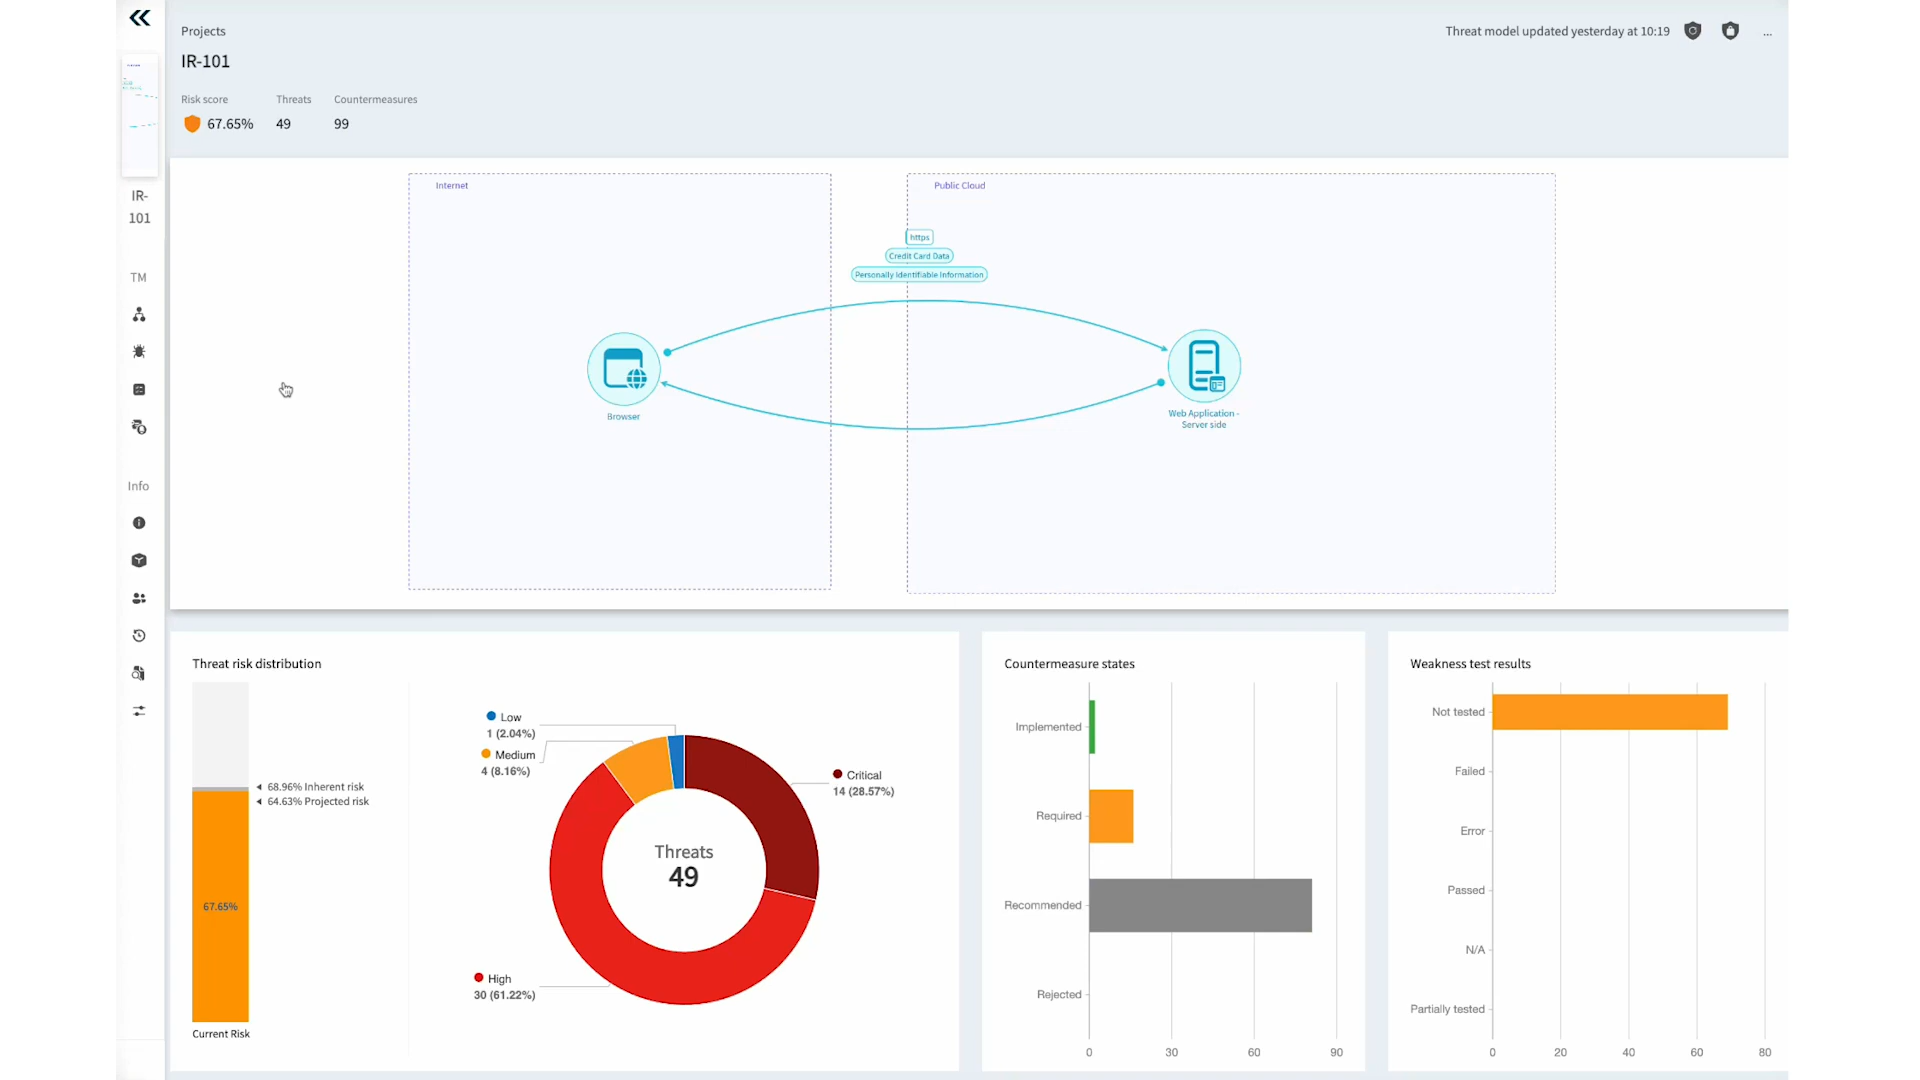 Projects
Threat model updated yesterday at 10:19
...
IR-101
Risk score
Threats
Countermeasures
67.65%
49
99
IR-
101
TM
Info
Internet
Public Cloud
https
Credit Card Data
Personally Identifiable Information
Browser
Web Application -
Server side
Threat risk distribution
68.96% Inherent risk
64.63% Projected risk
67.65%
Current Risk
Low
1 (2.04%)
Medium
4 (8.16%)
Critical
14 (28.57%)
Threats
49
High
30 (61.22%)
Countermeasure states
Implemented
Required
Recommended
Rejected
0
30
60
90
Weakness test results
Not tested
Failed
Error
Passed
N/A
Partially tested
0
20
40
60
80